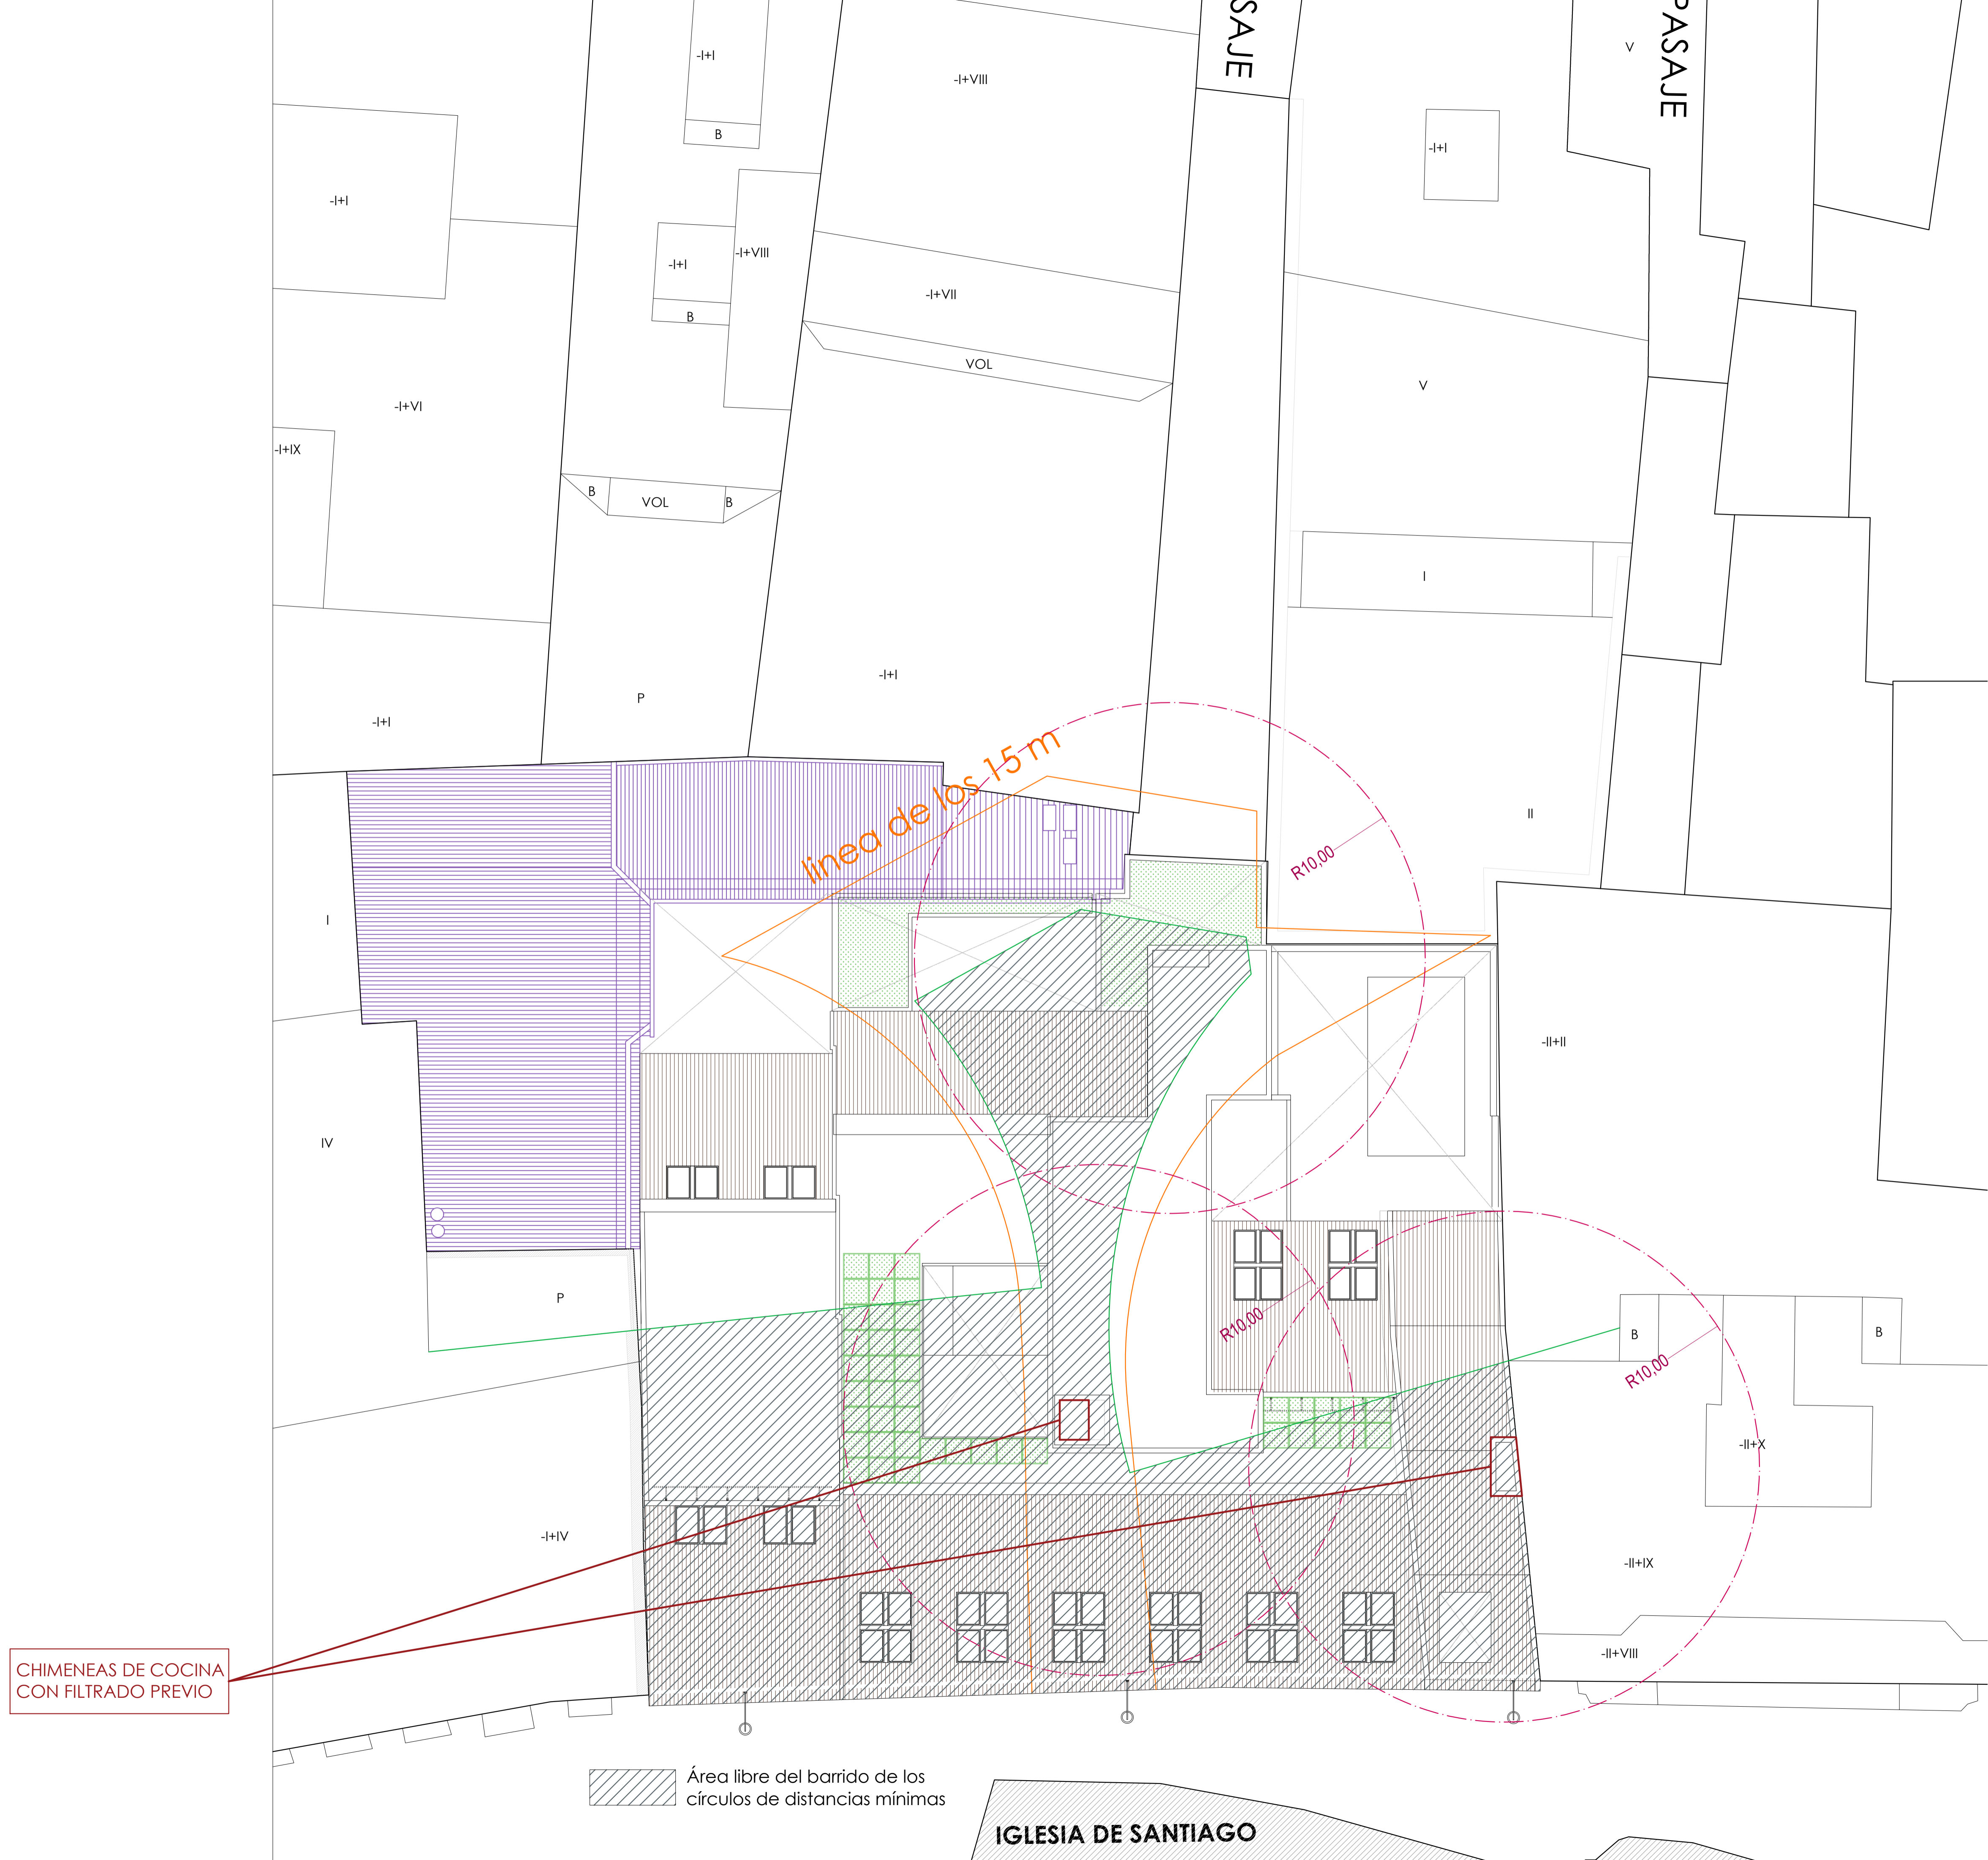 SAJE
PASAJE
V
-I+I
-I+VIII
B
-I+I
-I+I
-I+VIII
-I+I
-I+VII
B
VOL
V
-I+VI
-I+IX
B
VOL
B
I
-I+I
P
-I+I
linea de los 15 m
II
R10,00
I
-II+II
IV
P
R10,00
B
B
R10,00
-II+X
-I+IV
-II+IX
-II+VIII
CHIMENEAS DE COCINA
CON FILTRADO PREVIO
Área libre del barrido de los
círculos de distancias mínimas
IGLESIA DE SANTIAGO